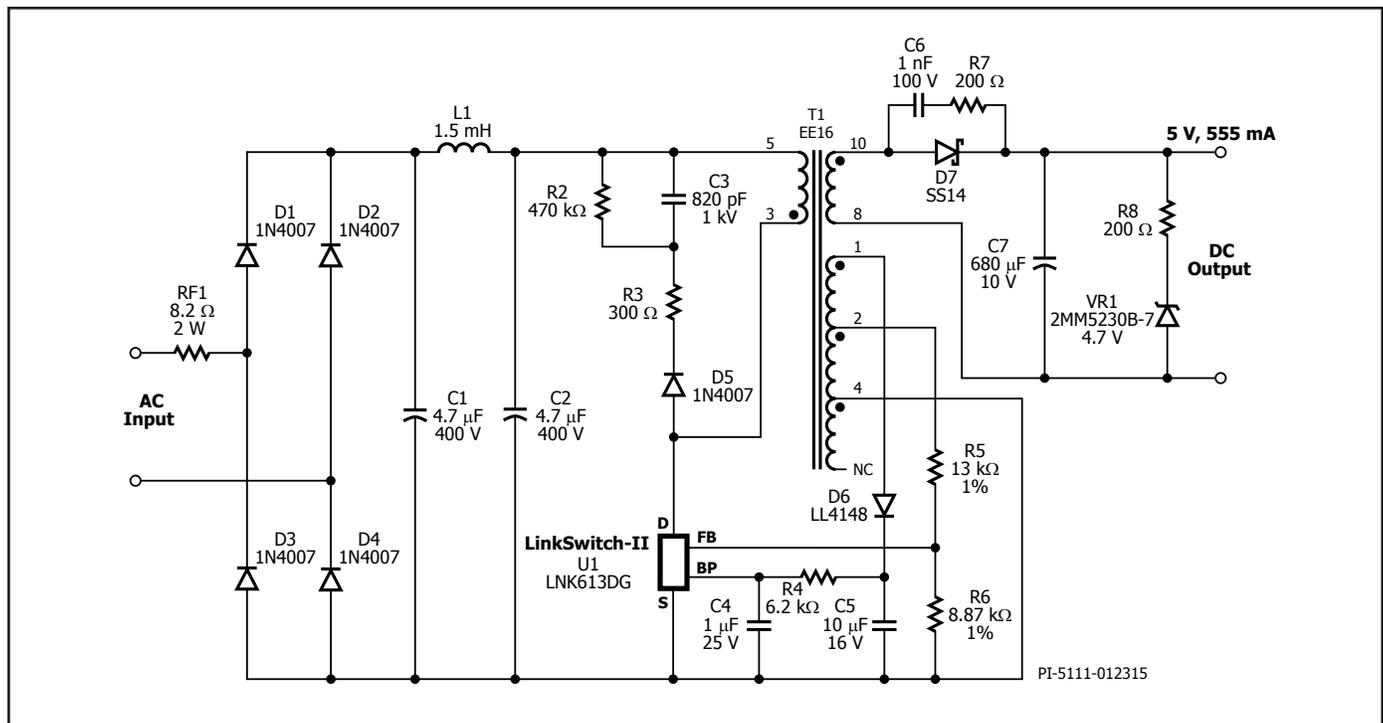 C6
1 nF
100 V
R7
200 Ω
L1
1.5 mH
T1
EE16
5 V, 555 mA
5
10
D7
SS14
R2
470 kΩ
C3
820 pF
1 kV
3
8
R8
200 Ω
D1
1N4007
D2
1N4007
1
C7
680 μF
10 V
DC
Output
RF1
8.2 Ω
2 W
R3
300 Ω
VR1
2MM5230B-7
4.7 V
2
D5
1N4007
AC
Input
C1
4.7 μF
400 V
C2
4.7 μF
400 V
4
R5
13 kΩ
1%
NC
D6
LL4148
D
FB
LinkSwitch-II
U1
LNK613DG
BP
S
D3
1N4007
D4
1N4007
R4
6.2 kΩ
C4
1 μF
25 V
C5
10 μF
16 V
R6
8.87 kΩ
1%
PI-5111-012315